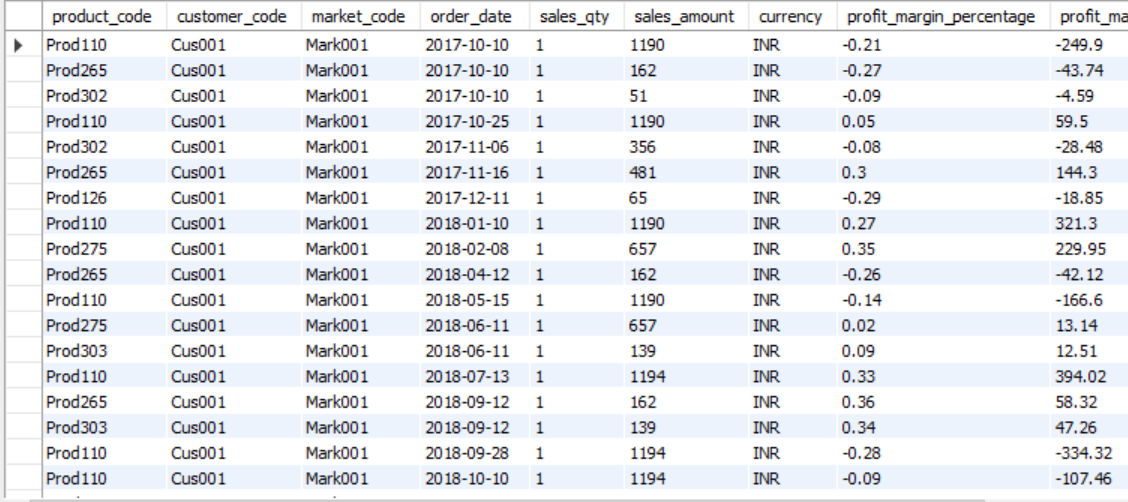 product_code customer_code market_code order_date sales_qty sales_amount currency profit_margin_percentage profit_ma
Prod110 Cus001 Mark001 2017-10-10 1 1190 INR -0.21 -249.9
Prod265 Cus001 Mark001 2017-10-10 1 162 INR -0.27 -43.74
Prod302 Cus001 Mark001 2017-10-10 1 51 INR -0.09 -4.59
Prod110 Cus001 Mark001 2017-10-25 1 1190 INR 0.05 59.5
Prod302 Cus001 Mark001 2017-11-06 1 356 INR -0.08 -28.48
Prod265 Cus001 Mark001 2017-11-16 1 481 INR 0.3 144.3
Prod126 Cus001 Mark001 2017-12-11 1 65 INR -0.29 -18.85
Prod110 Cus001 Mark001 2018-01-10 1 1190 INR 0.27 321.3
Prod275 Cus001 Mark001 2018-02-08 1 657 INR 0.35 229.95
Prod265 Cus001 Mark001 2018-04-12 1 162 INR -0.26 -42.12
Prod110 Cus001 Mark001 2018-05-15 1 1190 INR -0.14 -166.6
Prod275 Cus001 Mark001 2018-06-11 1 657 INR 0.02 13.14
Prod303 Cus001 Mark001 2018-06-11 1 139 INR 0.09 12.51
Prod110 Cus001 Mark001 2018-07-13 1 1194 INR 0.33 394.02
Prod265 Cus001 Mark001 2018-09-12 1 162 INR 0.36 58.32
Prod303 Cus001 Mark001 2018-09-12 1 139 INR 0.34 47.26
Prod110 Cus001 Mark001 2018-09-28 1 1194 INR -0.28 -334.32
Prod110 Cus001 Mark001 2018-10-10 1 1194 INR -0.09 -107.46